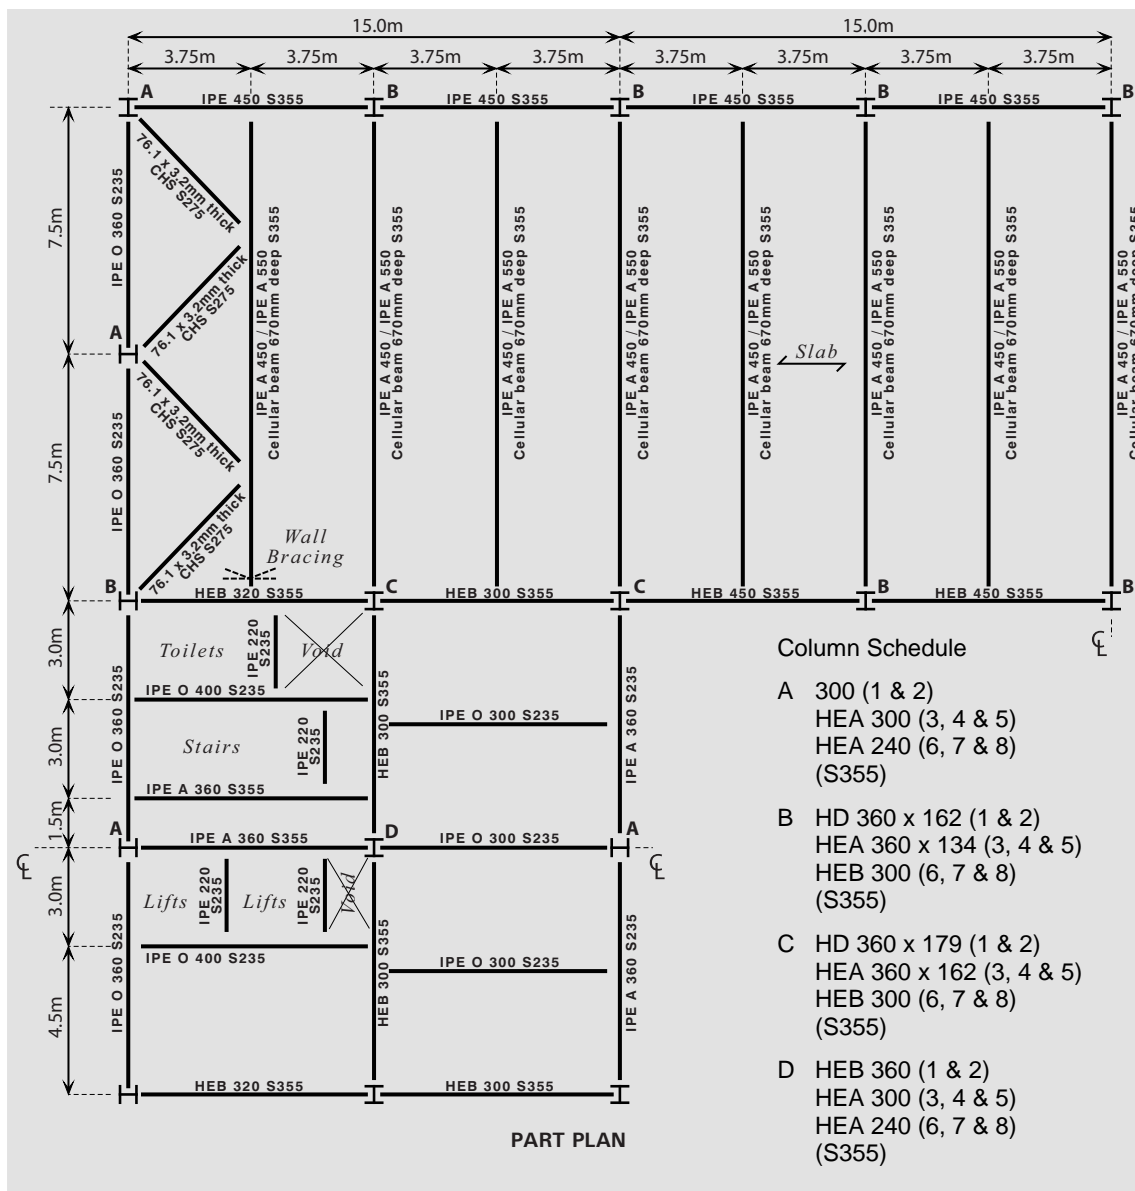 15.0m
15.0m
3.75m
3.75m
3.75m
3.75m
3.75m
3.75m
3.75m
3.75m
A
B
B
B
B
IPE 450 S355
IPE 450 S355
IPE 450 S355
IPE 450 S355
7.5m
IPE O 360 S235
76.1 x 3.2mm thick
CHS S275
76.1 x 3.2mm thick
CHS S275
IPE A 450 / IPE A 550
Cellular beam 670mm deep S355
IPE A 450 / IPE A 550
Cellular beam 670mm deep S355
IPE A 450 / IPE A 550
Cellular beam 670mm deep S355
IPE A 450 / IPE A 550
Cellular beam 670mm deep S355
IPE A 450 / IPE A 550
Cellular beam 670mm deep S355
IPE A 450 / IPE A 550
Cellular beam 670mm deep S355
IPE A 450 / IPE A 550
Cellular beam 670mm deep S355
IPE A 450 / IPE A 550
Cellular beam 670mm deep S355
A
Slab
7.5m
IPE O 360 S235
76.1 x 3.2mm thick
CHS S275
76.1 x 3.2mm thick
CHS S275
Wall
Bracing
B
C
C
B
B
HEB 320 S355
HEB 300 S355
HEB 450 S355
HEB 450 S355
3.0m
Toilets
IPE 220
S235
Void
IPE O 360 S235
IPE O 400 S235
HEB 300 S355
IPE O 300 S235
IPE A 360 S235
3.0m
Stairs
IPE 220
S235
IPE A 360 S355
1.5m
A
IPE A 360 S355
D
IPE O 300 S235
A
CL
CL
CL
3.0m
Lifts
IPE 220
S235
Lifts
IPE 220
S235
Void
IPE O 360 S235
IPE O 400 S235
HEB 300 S355
IPE O 300 S235
IPE A 360 S235
4.5m
HEB 320 S355
HEB 300 S355
PART PLAN
Column Schedule
A 300 (1 & 2)
HEA 300 (3, 4 & 5)
HEA 240 (6, 7 & 8)
(S355)
B HD 360 x 162 (1 & 2)
HEA 360 x 134 (3, 4 & 5)
HEB 300 (6, 7 & 8)
(S355)
C HD 360 x 179 (1 & 2)
HEA 360 x 162 (3, 4 & 5)
HEB 300 (6, 7 & 8)
(S355)
D HEB 360 (1 & 2)
HEA 300 (3, 4 & 5)
HEA 240 (6, 7 & 8)
(S355)